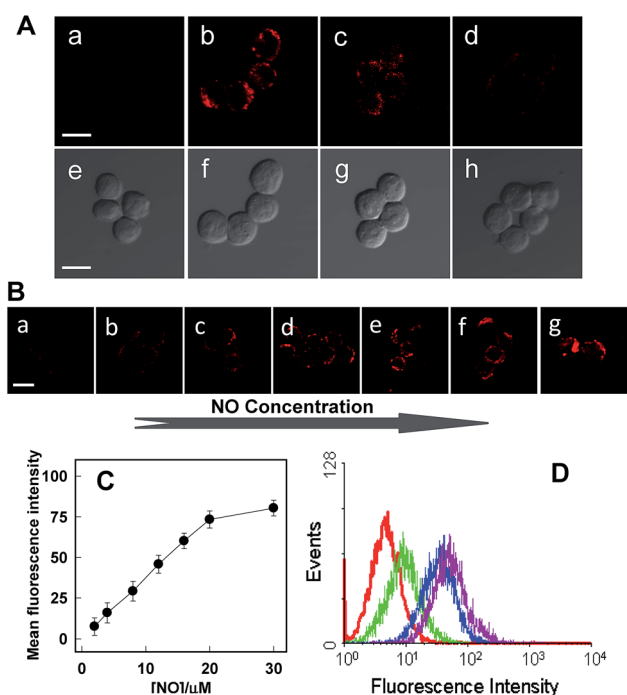 A
a b c d
e f g h
B
a b c d e f g
NO Concentration
C
100
75
50
25
0
Mean fluorescence intensity
0 10 20 30
[NO]/μM
D
128
Events
0
10⁰ 10¹ 10² 10³ 10⁴
Fluorescence Intensity